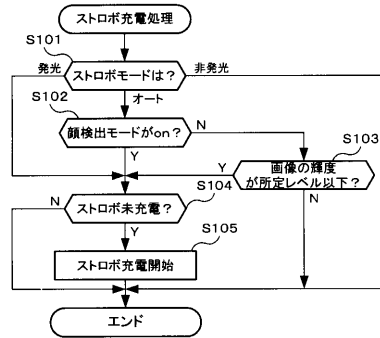 ストロボ充電処理
S101
発光
ストロボモードは？
非発光
オート
S102
顔検出モードがon？
N
S103
Y
Y
画像の輝度
が所定レベル以下？
N
S104
N
ストロボ未充電？
Y
S105
ストロボ充電開始
エンド